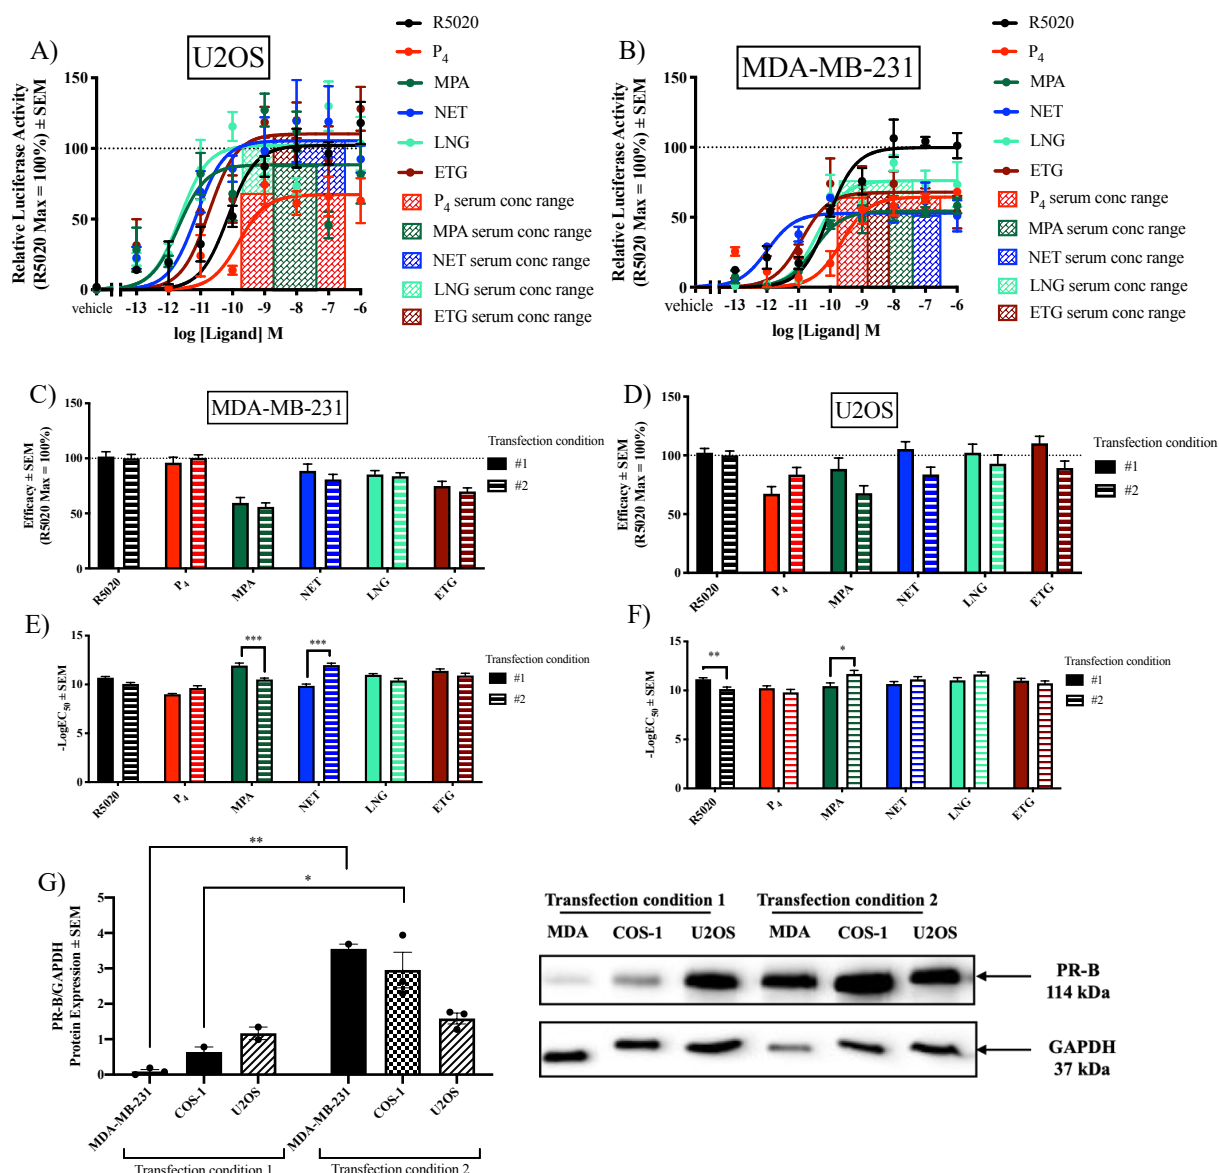 A)
U2OS
Relative Luciferase Activity
(R5020 Max = 100%) ± SEM
150
100
50
0
vehicle
-13
-12
-11
-10
-9
-8
-7
-6
log [Ligand] M
R5020
P4
MPA
NET
LNG
ETG
P4 serum conc range
MPA serum conc range
NET serum conc range
LNG serum conc range
ETG serum conc range
B)
MDA-MB-231
Relative Luciferase Activity
(R5020 Max = 100%) ± SEM
150
100
50
0
vehicle
-13
-12
-11
-10
-9
-8
-7
-6
log [Ligand] M
R5020
P4
MPA
NET
LNG
ETG
P4 serum conc range
MPA serum conc range
NET serum conc range
LNG serum conc range
ETG serum conc range
C)
MDA-MB-231
Efficacy ± SEM
(R5020 Max = 100%)
150
100
50
0
R5020
P4
MPA
NET
LNG
ETG
Transfection condition
#1
#2
D)
U2OS
Efficacy ± SEM
(R5020 Max = 100%)
150
100
50
0
R5020
P4
MPA
NET
LNG
ETG
Transfection condition
#1
#2
E)
-LogEC50 ± SEM
15
10
5
0
***
***
R5020
P4
MPA
NET
LNG
ETG
Transfection condition
#1
#2
F)
-LogEC50 ± SEM
15
10
5
0
**
*
R5020
P4
MPA
NET
LNG
ETG
Transfection condition
#1
#2
G)
PR-B/GAPDH
Protein Expression ± SEM
5
4
3
2
1
0
**
*
MDA-MB-231
COS-1
U2OS
MDA-MB-231
COS-1
U2OS
Transfection condition 1
Transfection condition 2
Transfection condition 1
Transfection condition 2
MDA
COS-1
U2OS
MDA
COS-1
U2OS
PR-B
114 kDa
GAPDH
37 kDa